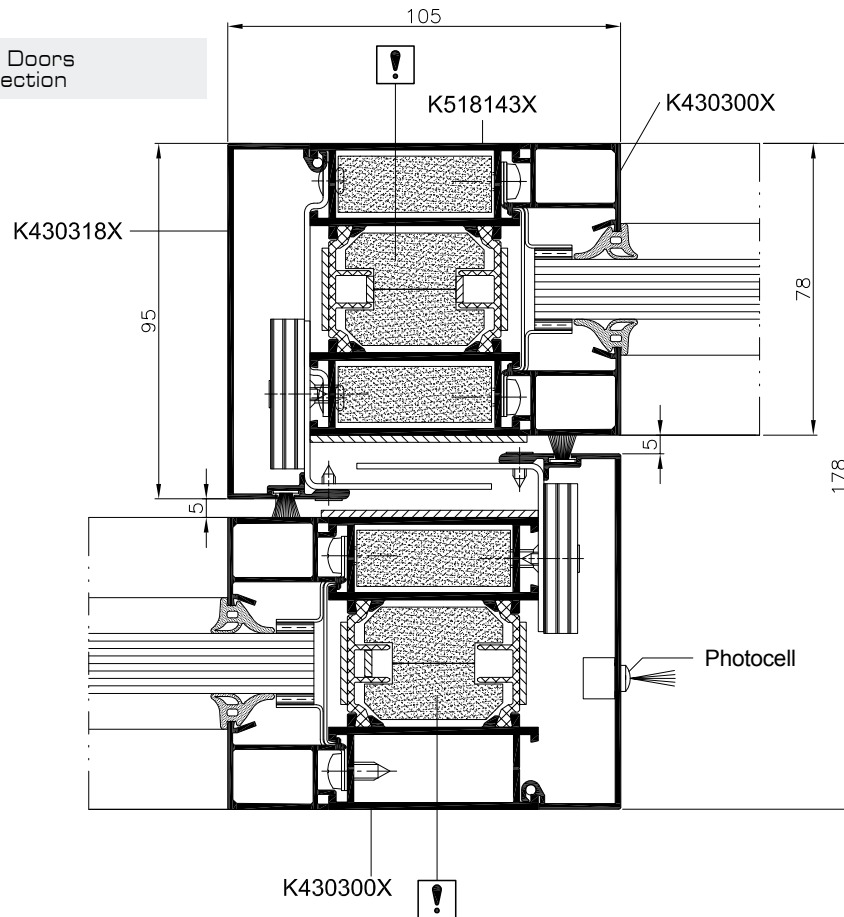 105
Doors
ection
!
K518143X
K430300X
K430318X
95
78
5
178
5
Photocell
K430300X
!